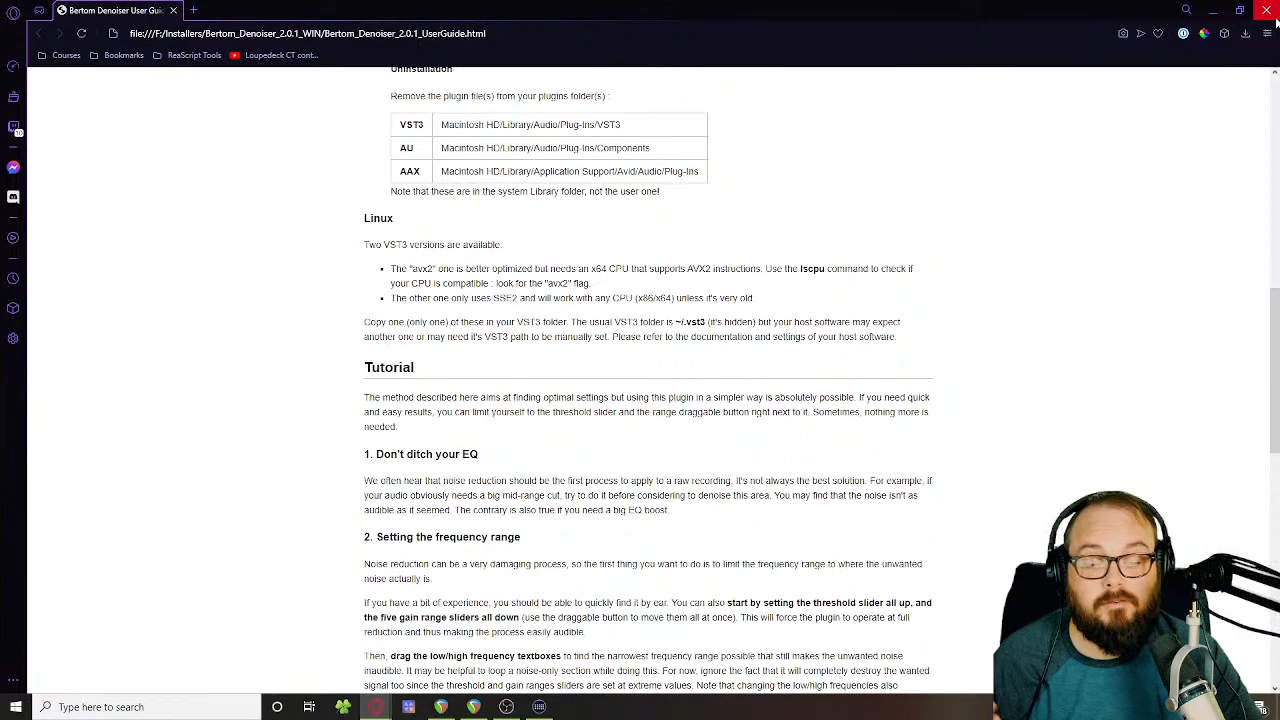 Bertom Denoiser User Guid
file:///F:/Installers/Bertom_Denoiser_2.0.1_WIN/Bertom_Denoiser_2.0.1_UserGuide.html
Courses
Bookmarks
ReaScript Tools
Loupedeck CT cont...
10
Uninstallation
Remove the plugin file(s) from your plugins folder(s) :
VST3 Macintosh HD/Library/Audio/Plug-Ins/VST3
AU Macintosh HD/Library/Audio/Plug-Ins/Components
AAX Macintosh HD/Library/Application Support/Avid/Audio/Plug-Ins
Note that these are in the system Library folder, not the user one!
Linux
Two VST3 versions are available.
• The "avx2" one is better optimized but needs an x64 CPU that supports AVX2 instructions. Use the lscpu command to check if
your CPU is compatible : look for the "avx2" flag.
• The other one only uses SSE2 and will work with any CPU (x86/x64) unless it's very old.
Copy one (only one) of these in your VST3 folder. The usual VST3 folder is ~/.vst3 (it's hidden) but your host software may expect
another one or may need it's VST3 path to be manually set. Please refer to the documentation and settings of your host software.
Tutorial
The method described here aims at finding optimal settings but using this plugin in a simpler way is absolutely possible. If you need quick
and easy results, you can limit yourself to the threshold slider and the range draggable button right next to it. Sometimes, nothing more is
needed.
1. Don't ditch your EQ
We often hear that noise reduction should be the first process to apply to a raw recording. It's not always the best solution. For example, if
your audio obviously needs a big mid-range cut, try to do it before considering to denoise this area. You may find that the noise isn't as
audible as it seemed. The contrary is also true if you need a big EQ boost.
2. Setting the frequency range
Noise reduction can be a very damaging process, so the first thing you want to do is to limit the frequency range to where the unwanted
noise actually is.
If you have a bit of experience, you should be able to quickly find it by ear. You can also start by setting the threshold slider all up, and
the five gain range sliders all down (use the draggable button to move them all at once). This will force the plugin to operate at full
reduction and thus making the process easily audible.
Then, drag the low/high frequency textboxes to find the narrowest frequency range possible that still makes the unwanted noise
inaudible. It may be helpful to loop a noise-only section while doing this. For now, ignore the fact that it will completely destroy the wanted
signal too since the threshold and gain ranges sliders are set at extreme values. Note that changing the low/high frequencies also
Type here to search